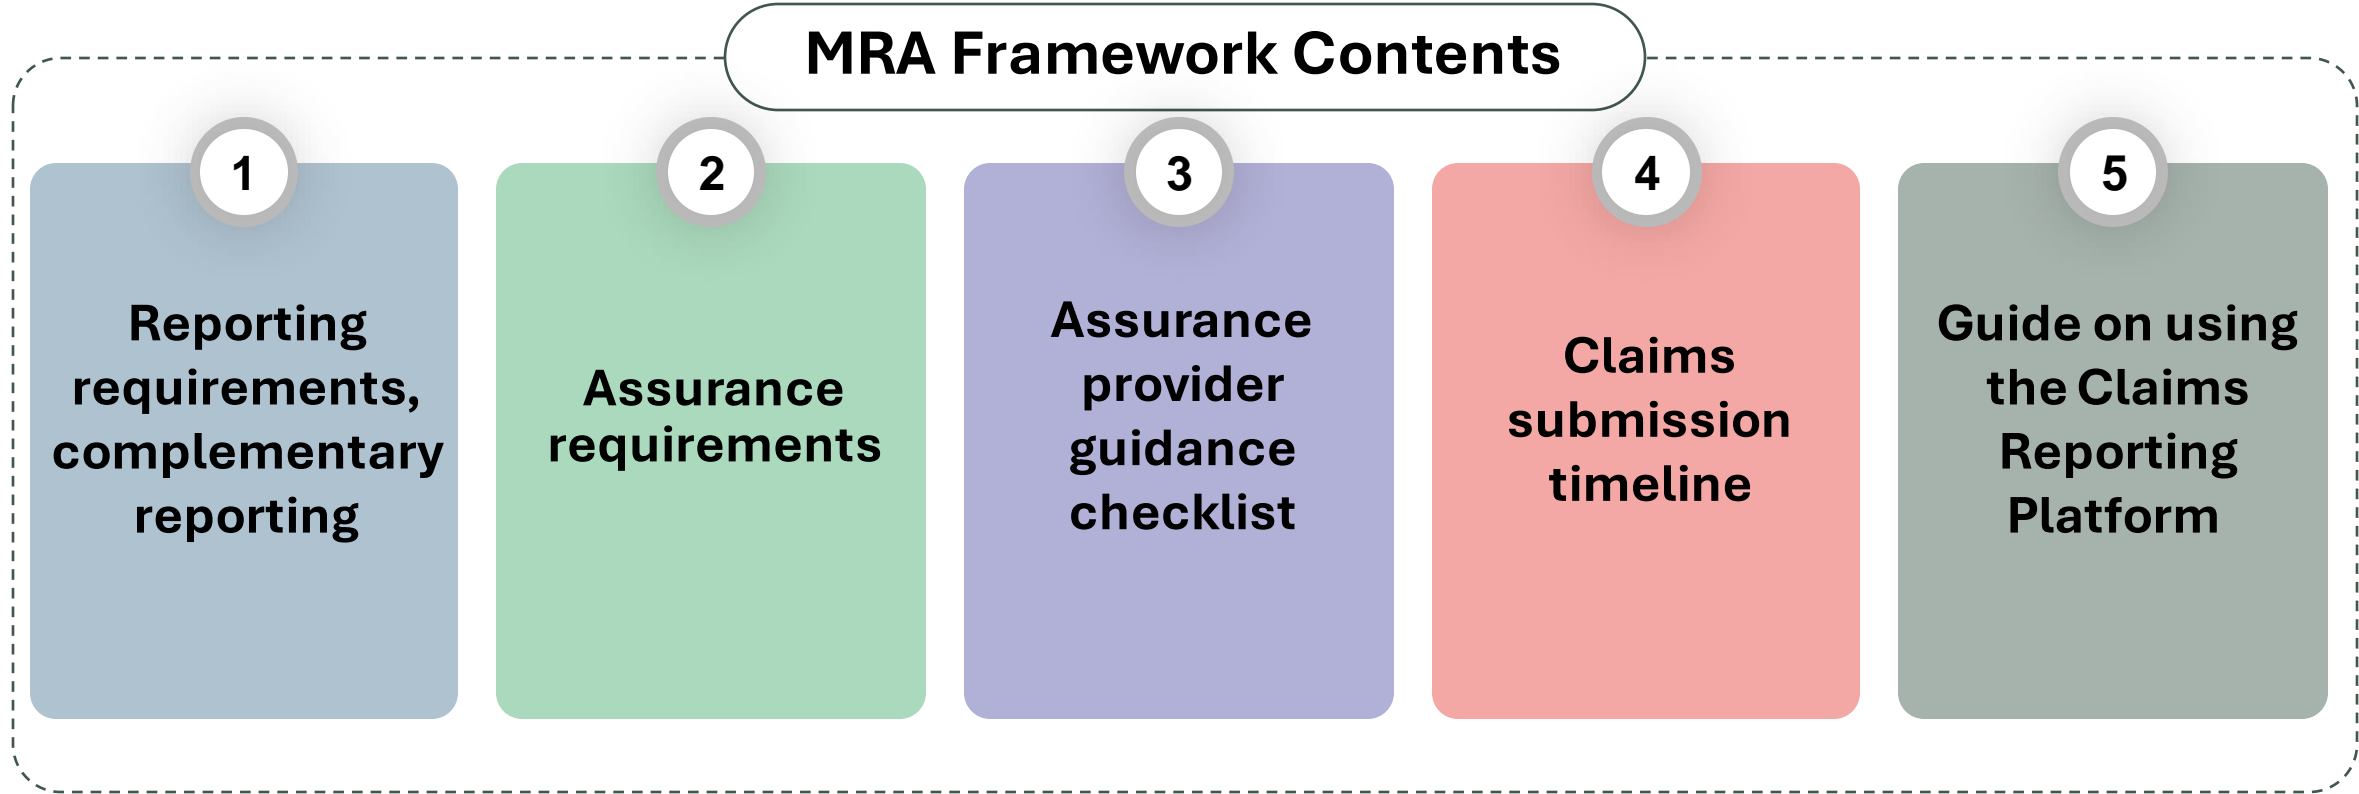 MRA Framework Contents
1
Reporting
requirements,
complementary
reporting
2
Assurance
requirements
3
Assurance
provider
guidance
checklist
4
Claims
submission
timeline
5
Guide on using
the Claims
Reporting
Platform